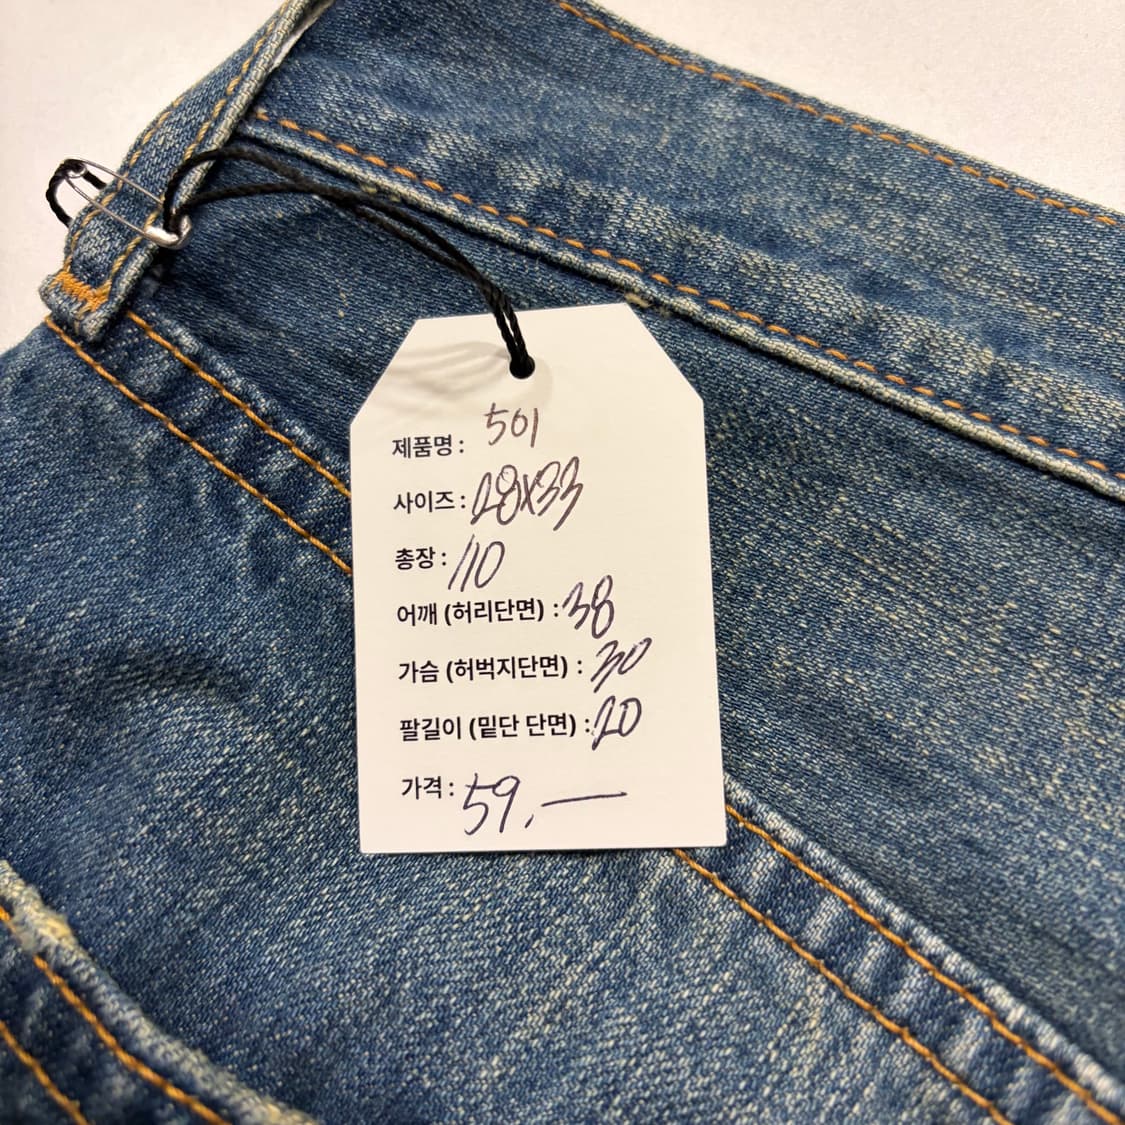 제품명 : 501
사이즈 : 28x33
총장 : 110
어깨 (허리단면) : 38
가슴 (허벅지단면) : 30
팔길이 (밑단 단면) : 20
가격 : 59,—